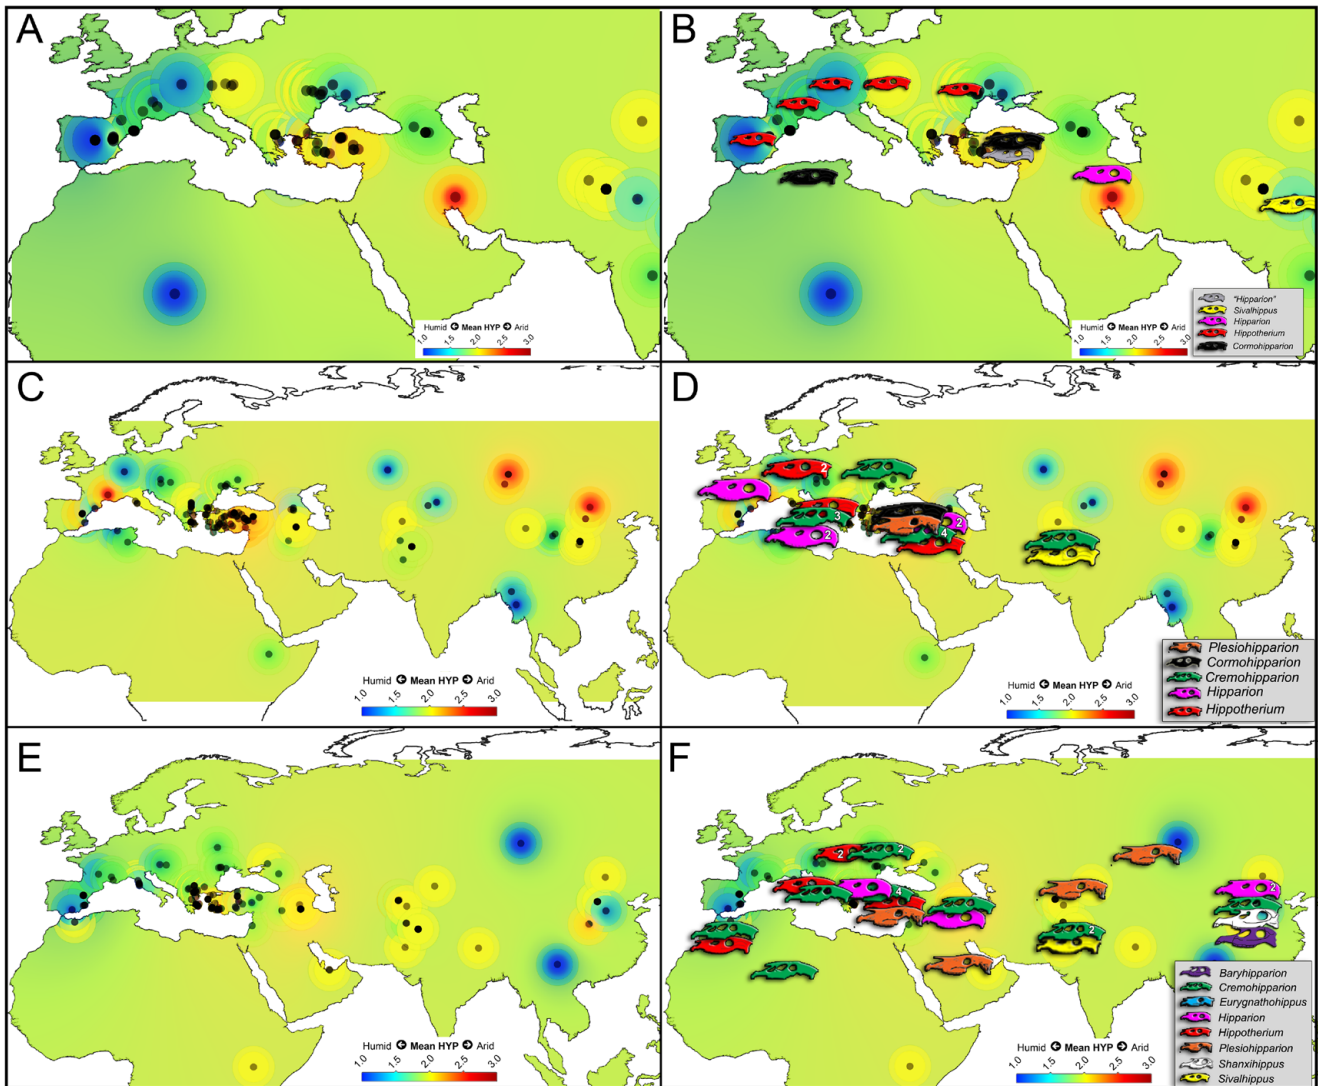 A
Humid Mean HYP Arid
1.0 1.5 2.0 2.5 3.0
B
"Hipparion"
Sivalhippus
Hipparion
Hippotherium
Cormohipparion
Humid Mean HYP Arid
1.0 1.5 2.0 2.5 3.0
C
Humid Mean HYP Arid
1.0 1.5 2.0 2.5 3.0
D
2
3
2
2
4
Plesiohipparion
Cormohipparion
Cremohipparion
Hipparion
Hippotherium
Humid Mean HYP Arid
1.0 1.5 2.0 2.5 3.0
E
Humid Mean HYP Arid
1.0 1.5 2.0 2.5 3.0
F
2 2
4
2
2
Baryhipparion
Cremohipparion
Eurygnathohippus
Hipparion
Hippotherium
Plesiohipparion
Shanxihippus
Sivalhippus
Humid Mean HYP Arid
1.0 1.5 2.0 2.5 3.0